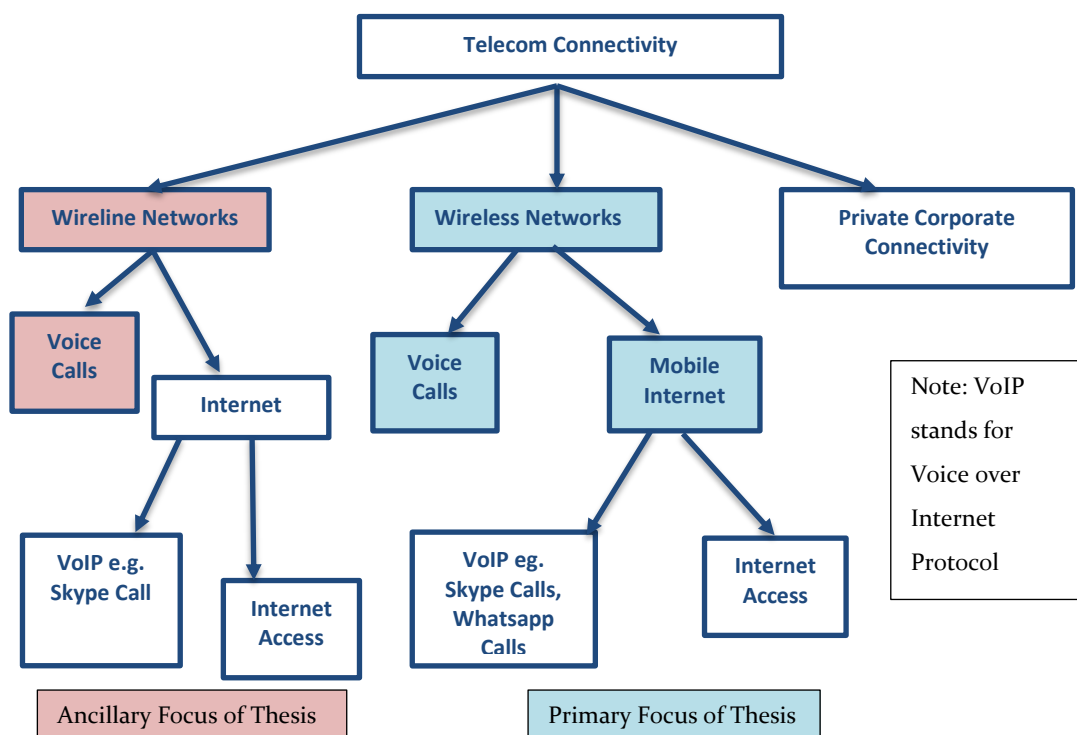 Telecom Connectivity
Wireline Networks
Wireless Networks
Private Corporate
Connectivity
Voice
Calls
Internet
Voice
Calls
Mobile
Internet
Note: VoIP
stands for
Voice over
Internet
Protocol
VoIP e.g.
Skype Call
Internet
Access
VoIP eg.
Skype Calls,
Whatsapp
Calls
Internet
Access
Ancillary Focus of Thesis
Primary Focus of Thesis